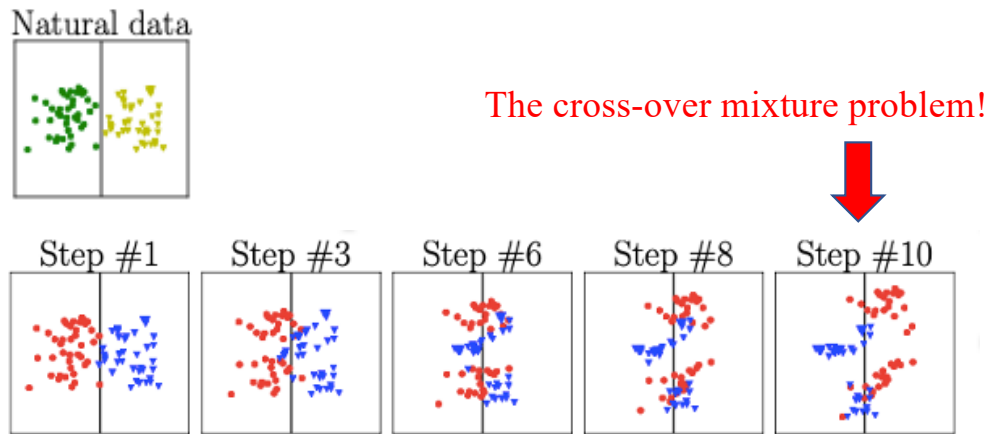 Natural data
The cross-over mixture problem!
Step #1
Step #3
Step #6
Step #8
Step #10